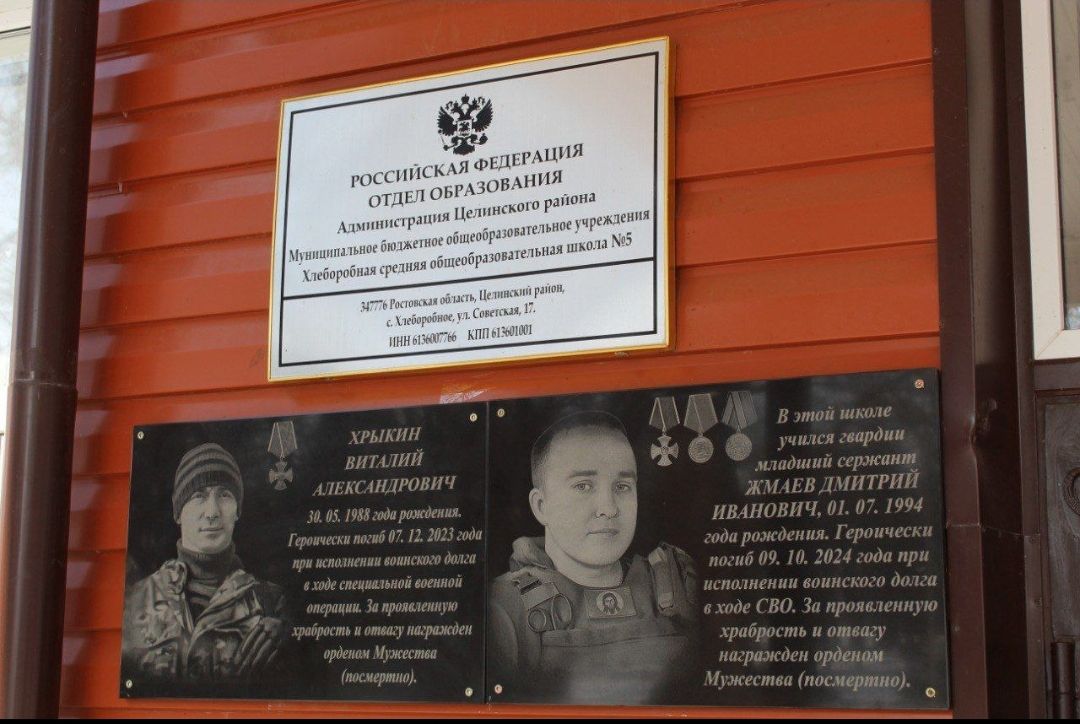 РОССИЙСКАЯ ФЕДЕРАЦИЯ
ОТДЕЛ ОБРАЗОВАНИЯ
Администрация Целинского района
Муниципальное бюджетное общеобразовательное учреждения
Хлеборобная средняя общеобразовательная школа №5
347776 Ростовская область, Целинский район,
с. Хлеборобное, ул. Советская, 17.
ИНН 6136007766 КПП 613601001
ХРЫКИН
ВИТАЛИЙ
АЛЕКСАНДРОВИЧ
30. 05. 1988 года рождения.
Героически погиб 07. 12. 2023 года
при исполнении воинского долга
в ходе специальной военной
операции. За проявленную
храбрость и отвагу награжден
орденом Мужества
(посмертно).
В этой школе
учился гвардии
младший сержант
ЖМАЕВ ДМИТРИЙ
ИВАНОВИЧ, 01. 07. 1994
года рождения. Героически
погиб 09. 10. 2024 года при
исполнении воинского долга
в ходе СВО. За проявленную
храбрость и отвагу
награжден орденом
Мужества (посмертно).